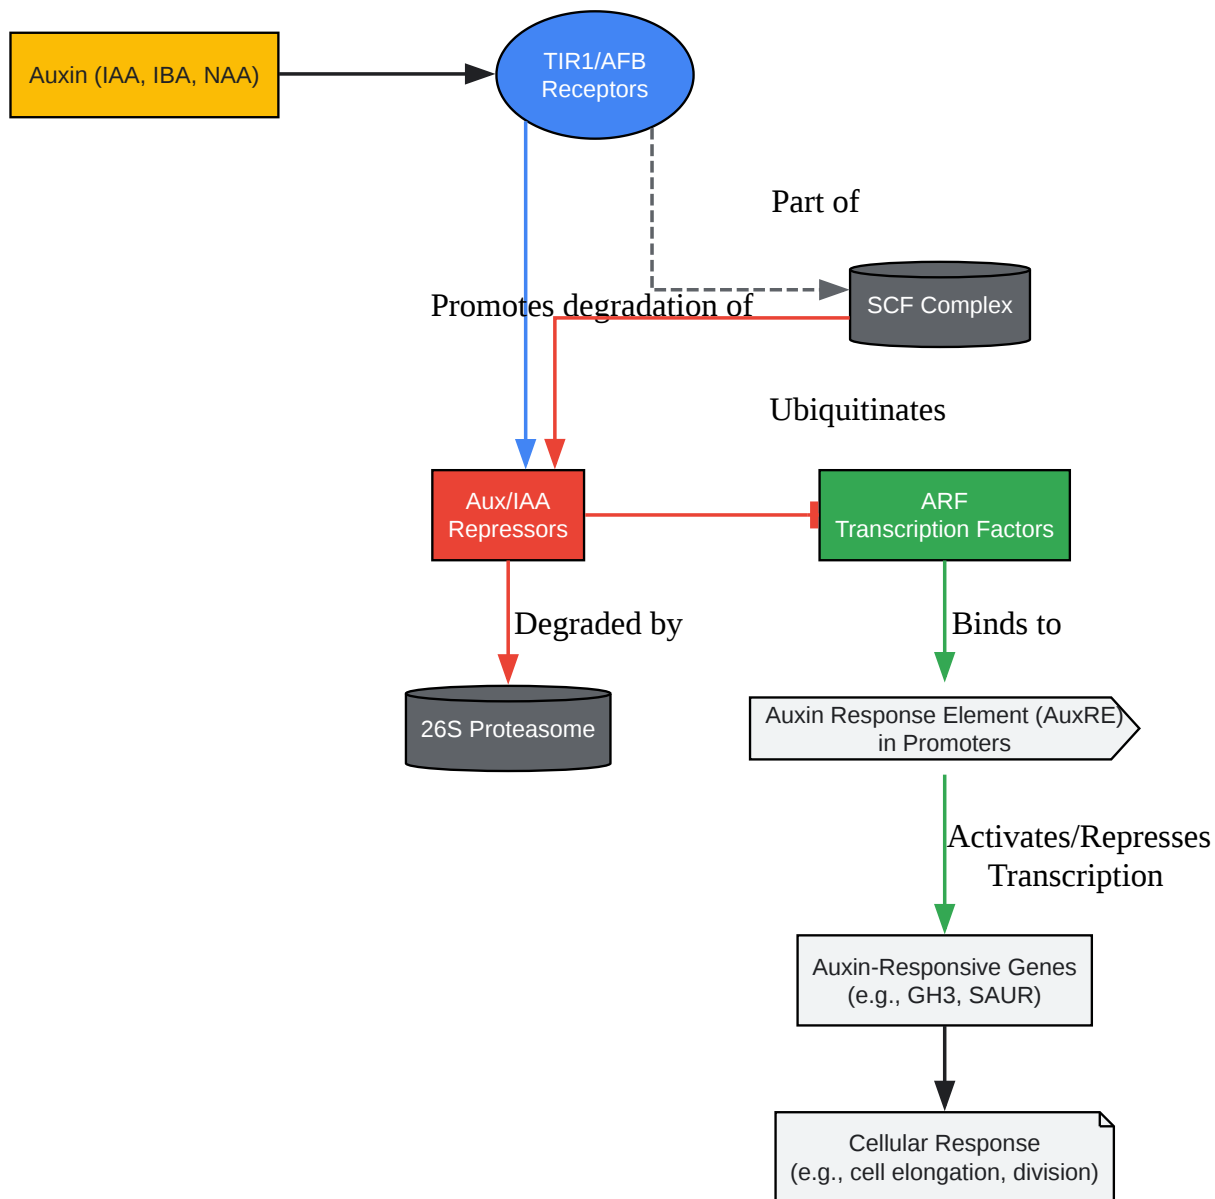 Auxin (IAA, IBA, NAA)
TIR1/AFB
Receptors
Part of
Promotes degradation of
SCF Complex
Ubiquitinates
Aux/IAA
Repressors
ARF
Transcription Factors
Degraded by
Binds to
26S Proteasome
Auxin Response Element (AuxRE)
in Promoters
Activates/Represses
Transcription
Auxin-Responsive Genes
(e.g., GH3, SAUR)
Cellular Response
(e.g., cell elongation, division)